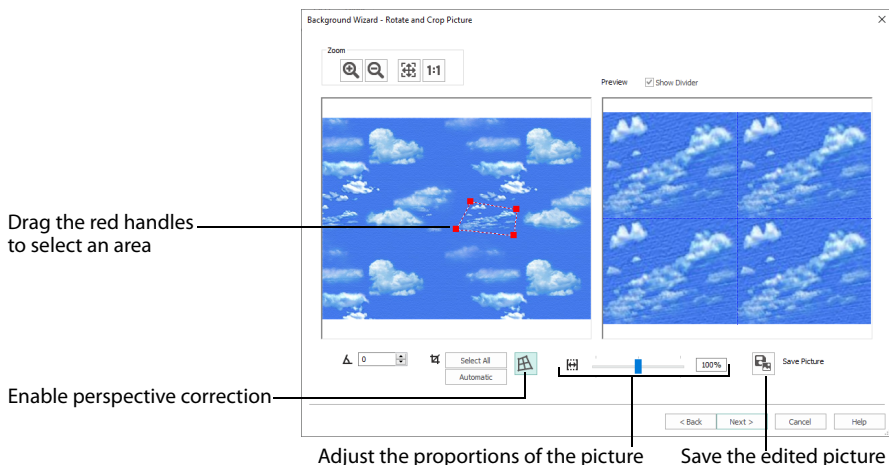 Background Wizard - Rotate and Crop Picture
Zoom
1:1
Preview
Show Divider
Drag the red handles
to select an area
0
Select All
Automatic
100%
Save Picture
Enable perspective correction
< Back
Next >
Cancel
Help
Adjust the proportions of the picture
Save the edited picture